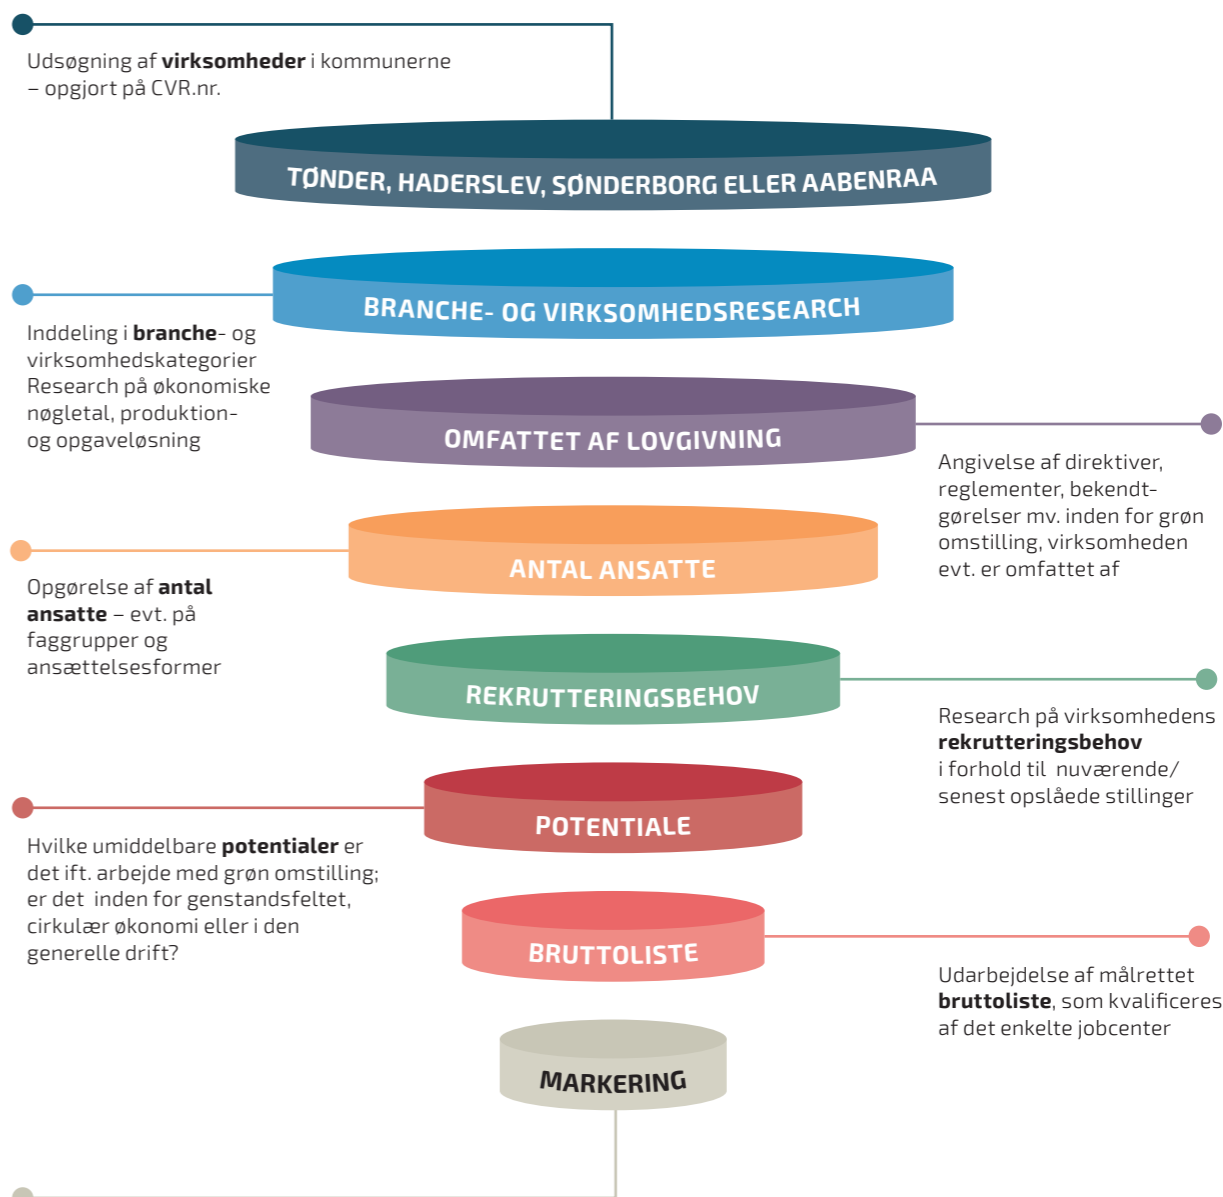 Udsøgning af virksomheder i kommunerne
– opgjort på CVR.nr.
TØNDER, HADERSLEV, SØNDERBORG ELLER AABENRAA
BRANCHE- OG VIRKSOMHEDSRESEARCH
Inddeling i branche- og
virksomhedskategorier
Research på økonomiske
nøgletal, produktion-
og opgaveløsning
OMFATTET AF LOVGIVNING
Angivelse af direktiver,
reglementer, bekendt-
gørelser mv. inden for grøn
omstilling, virksomheden
evt. er omfattet af
ANTAL ANSATTE
Opgørelse af antal
ansatte – evt. på
faggrupper og
ansættelsesformer
REKRUTTERINGSBEHOV
Research på virksomhedens
rekrutteringsbehov
i forhold til nuværende/
senest opslåede stillinger
POTENTIALE
Hvilke umiddelbare potentialer er
det ift. arbejde med grøn omstilling;
er det inden for genstandsfeltet,
cirkulær økonomi eller i den
generelle drift?
BRUTTOLISTE
Udarbejdelse af målrettet
bruttoliste, som kvalificeres
af det enkelte jobcenter
MARKERING